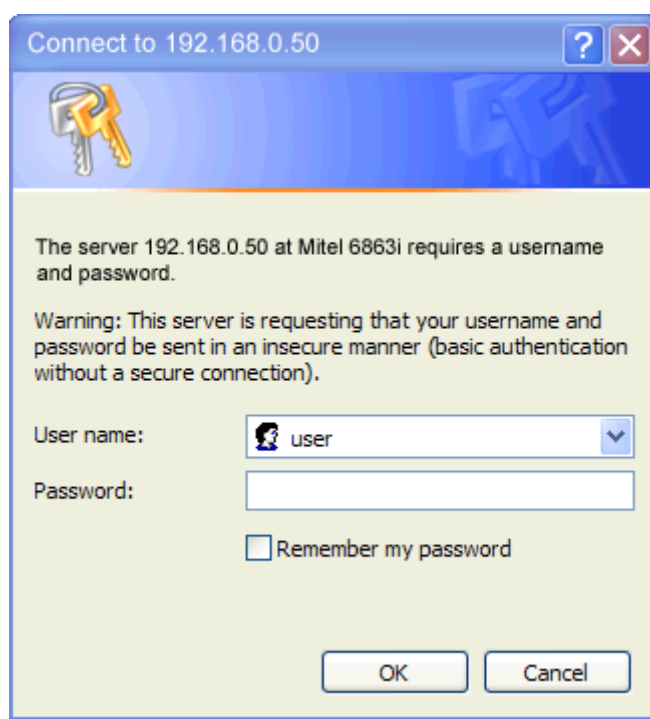 Connect to 192.168.0.50
?
The server 192.168.0.50 at Mitel 6863i requires a username
and password.
Warning: This server is requesting that your username and
password be sent in an insecure manner (basic authentication
without a secure connection).
User name:
user
Password:
Remember my password
OK
Cancel